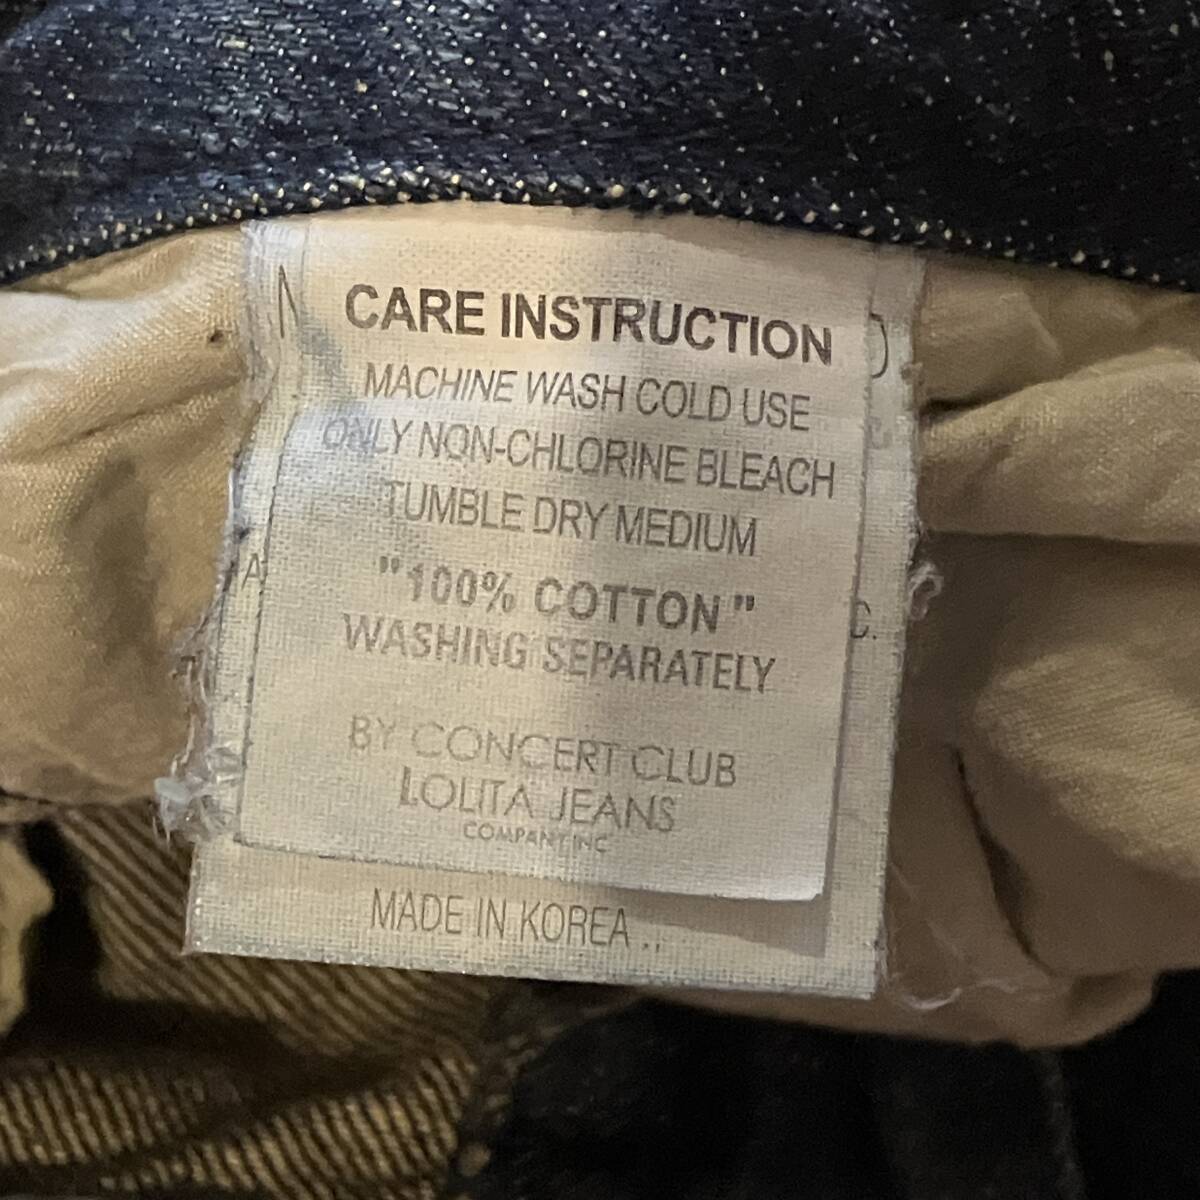 CARE INSTRUCTION
MACHINE WASH COLD USE
ONLY NON-CHLORINE BLEACH
TUMBLE DRY MEDIUM
"100% COTTON"
WASHING SEPARATELY
BY CONCERT CLUB
LOLITA JEANS
COMPANY INC
MADE IN KOREA ..